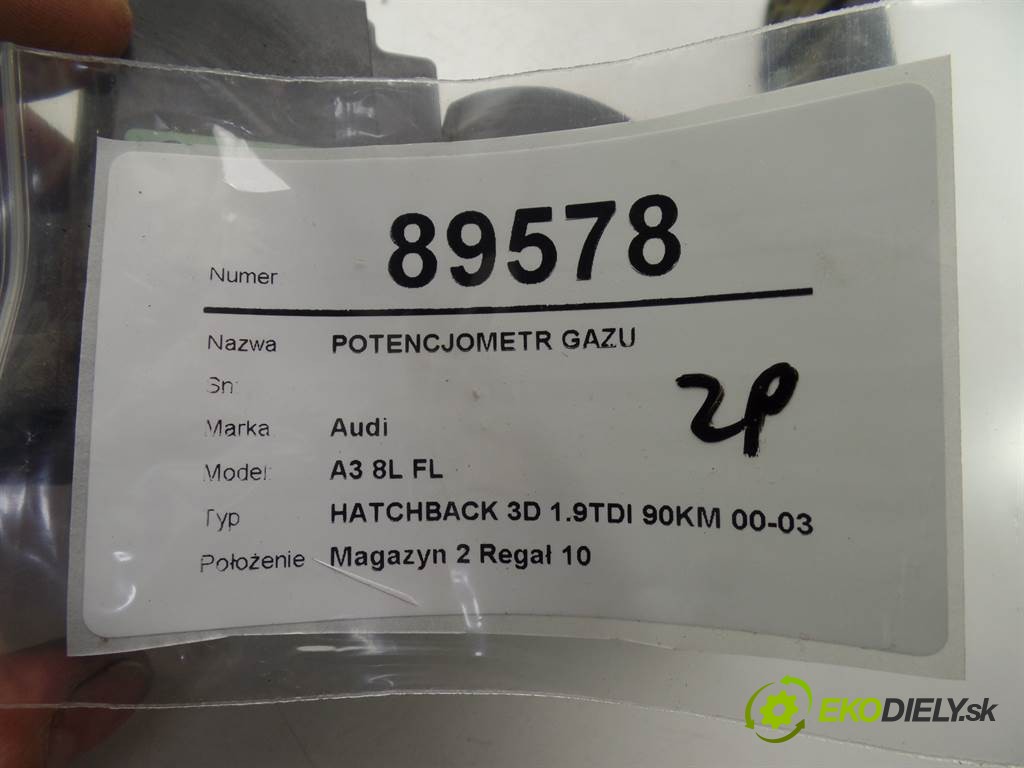 Numer 89578
Nazwa POTENCJOMETR GAZU
Sn:
Marka Audi
Model: A3 8L FL
Typ HATCHBACK 3D 1.9TDI 90KM 00-03
Położenie Magazyn 2 Regał 10
2P
EKODIELY.sk